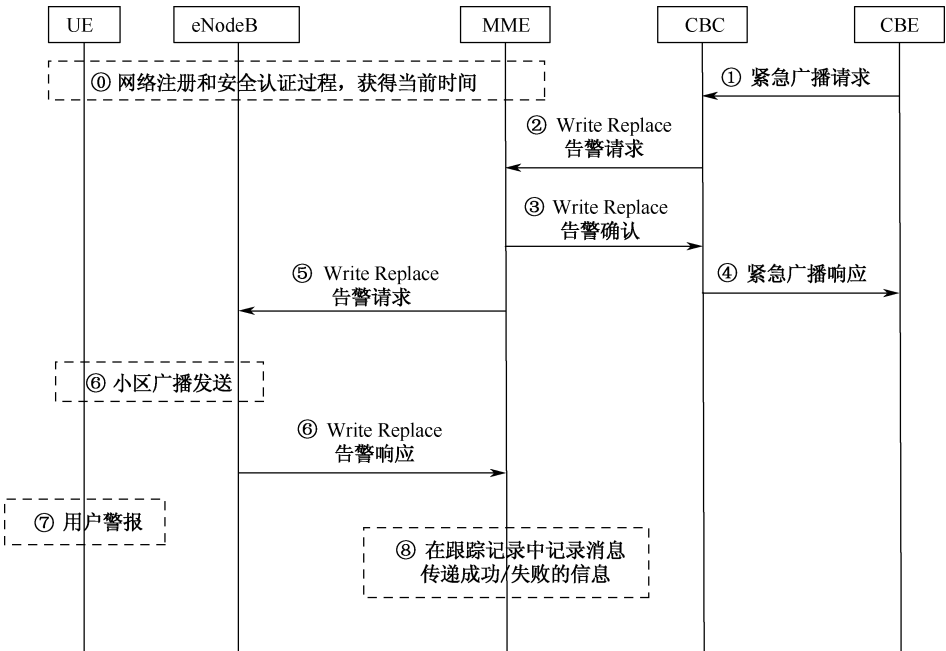 UE
eNodeB
MME
CBC
CBE
⓪ 网络注册和安全认证过程，获得当前时间
① 紧急广播请求
② Write Replace
告警请求
③ Write Replace
告警确认
④ 紧急广播响应
⑤ Write Replace
告警请求
⑥ 小区广播发送
⑥ Write Replace
告警响应
⑦ 用户警报
⑧ 在跟踪记录中记录消息
传递成功/失败的信息